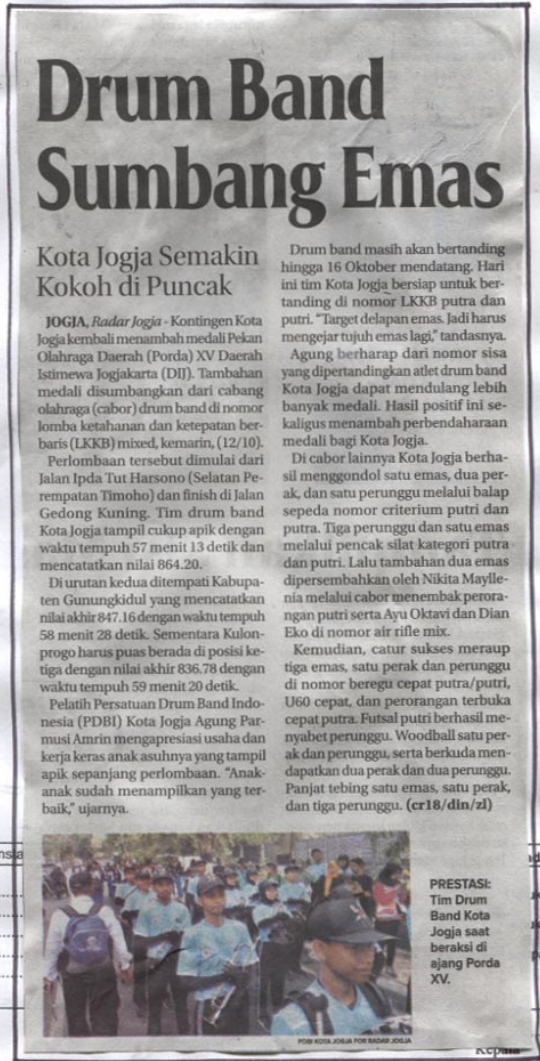 Drum Band
Sumbang Emas
Kota Jogja Semakin
Kokoh di Puncak
JOGJA, Radar Jogja - Kontingen Kota
Jogja kembali menambah medali Pekan
Olahraga Daerah (Porda) XV Daerah
Istimewa Jogjakarta (DIJ). Tambahan
medali disumbangkan dari cabang
olahraga (cabor) drum band di nomor
lomba ketahanan dan ketepatan ber-
baris (LKKB) mixed, kemarin, (12/10).
Perlombaan tersebut dimulai dari
Jalan Ipda Tut Harsono (Selatan Pe-
rempatan Timoho) dan finish di Jalan
Gedong Kuning. Tim drum band
Kota Jogja tampil cukup apik dengan
waktu tempuh 57 menit 13 detik dan
mencatatkan nilai 864.20.
Di urutan kedua ditempati Kabupa-
ten Gunungkidul yang mencatatkan
nilai akhir 847.16 dengan waktu tempuh
58 menit 28 detik. Sementara Kulon-
progo harus puas berada di posisi ke-
tiga dengan nilai akhir 836.78 dengan
waktu tempuh 59 menit 20 detik.
Pelatih Persatuan Drum Band Indo-
nesia (PDBI) Kota Jogja Agung Par-
musi Amrin mengapresiasi usaha dan
kerja keras anak asuhnya yang tampil
apik sepanjang perlombaan. "Anak-
anak sudah menampilkan yang ter-
baik," ujarnya.
Drum band masih akan bertanding
hingga 16 Oktober mendatang. Hari
ini tim Kota Jogja bersiap untuk ber-
tanding di nomor LKKB putra dan
putri. "Target delapan emas. Jadi harus
mengejar tujuh emas lagi," tandasnya.
Agung berharap dari nomor sisa
yang dipertandingkan atlet drum band
Kota Jogja dapat mendulang lebih
banyak medali. Hasil positif ini se-
kaligus menambah perbendaharaan
medali bagi Kota Jogja.
Di cabor lainnya Kota Jogja berha-
sil menggondol satu emas, dua per-
ak, dan satu perunggu melalui balap
sepeda nomor criterium putri dan
putra. Tiga perunggu dan satu emas
melalui pencak silat kategori putra
dan putri. Lalu tambahan dua emas
dipersembahkan oleh Nikita Maylle-
nia melalui cabor menembak perora-
ngan putri serta Ayu Oktavi dan Dian
Eko di nomor air rifle mix.
Kemudian, catur sukses meraup
tiga emas, satu perak dan perunggu
di nomor beregu cepat putra/putri,
U60 cepat, dan perorangan terbuka
cepat putra. Futsal putri berhasil me-
nyabet perunggu. Woodball satu per-
ak dan perunggu, serta berkuda men-
dapatkan dua perak dan dua perunggu.
Panjat tebing satu emas, satu perak,
dan tiga perunggu. (cr18/din/zl)
PRESTASI:
Tim Drum
Band Kota
Jogja saat
beraksi di
ajang Porda
XV.
PDBI KOTA JOGJA FOR RADAR JOGJA